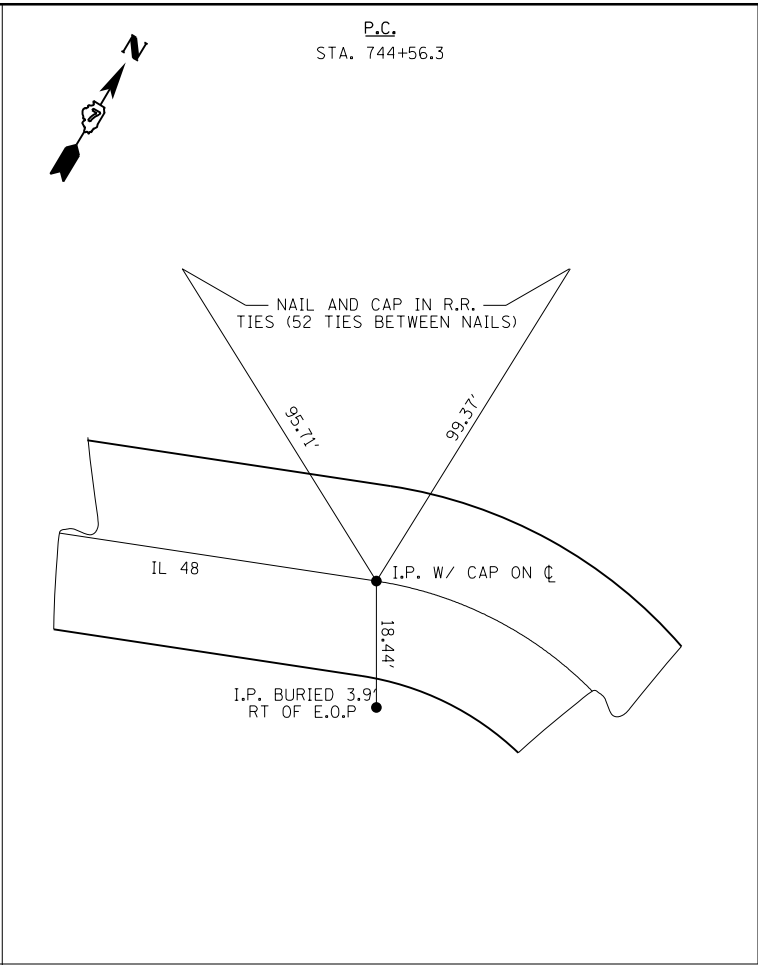 P.C.
STA. 744+56.3
N
7
NAIL AND CAP IN R.R.
TIES (52 TIES BETWEEN NAILS)
95.71'
99.37'
IL 48
I.P. W/ CAP ON ℄
18.44'
I.P. BURIED 3.9'
RT OF E.O.P